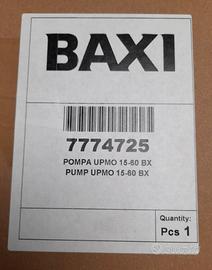 BAXI
7774725
POMPA UPMO 15-60 BX
PUMP UPMO 15-60 BX
Quantity:
Pcs 1